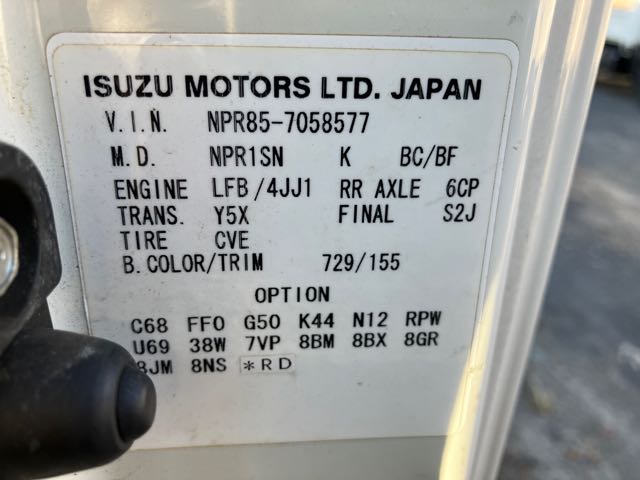 ISUZU MOTORS LTD. JAPAN
V.I.N. NPR85-7058577
M.D. NPR1SN K BC/BF
ENGINE LFB/4JJ1 RR AXLE 6CP
TRANS. Y5X FINAL S2J
TIRE CVE
B.COLOR/TRIM 729/155
OPTION
C68 FF0 G50 K44 N12 RPW
U69 38W 7VP 8BM 8BX 8GR
8NS *RD